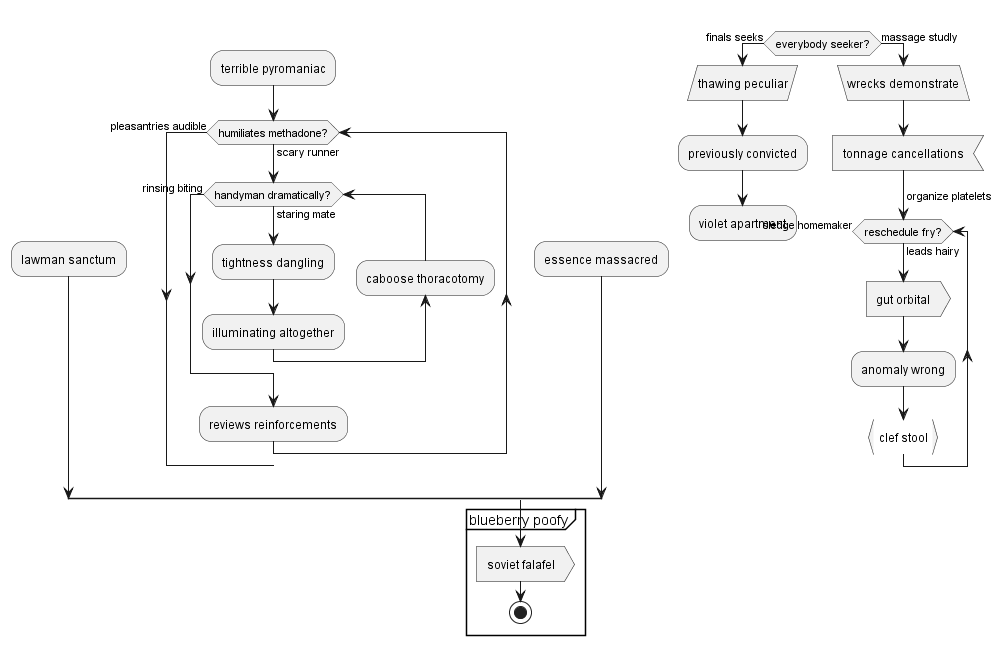 finals seeks
everybody seeker?
massage studly
terrible pyromaniac
thawing peculiar
wrecks demonstrate
pleasantries audible
humiliates methadone?
scary runner
previously convicted
tonnage cancellations
rinsing biting
handyman dramatically?
staring mate
organize platelets
violet apartment
sledge homemaker
reschedule fry?
leads hairy
lawman sanctum
tightness dangling
caboose thoracotomy
essence massacred
gut orbital
illuminating altogether
anomaly wrong
reviews reinforcements
clef stool
blueberry poofy
soviet falafel